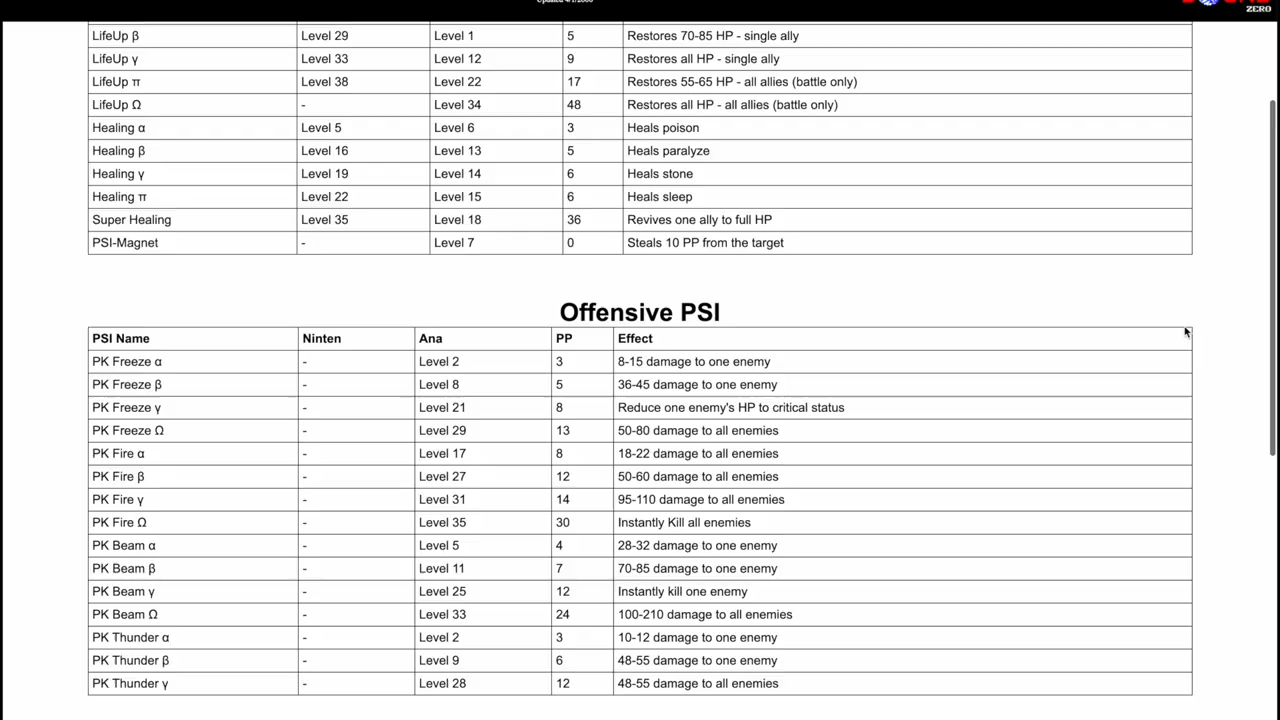 Updated 4/1/2006
ZERO
LifeUp β Level 29 Level 1 5 Restores 70-85 HP - single ally
LifeUp γ Level 33 Level 12 9 Restores all HP - single ally
LifeUp π Level 38 Level 22 17 Restores 55-65 HP - all allies (battle only)
LifeUp Ω - Level 34 48 Restores all HP - all allies (battle only)
Healing α Level 5 Level 6 3 Heals poison
Healing β Level 16 Level 13 5 Heals paralyze
Healing γ Level 19 Level 14 6 Heals stone
Healing π Level 22 Level 15 6 Heals sleep
Super Healing Level 35 Level 18 36 Revives one ally to full HP
PSI-Magnet - Level 7 0 Steals 10 PP from the target
Offensive PSI
PSI Name Ninten Ana PP Effect
PK Freeze α - Level 2 3 8-15 damage to one enemy
PK Freeze β - Level 8 5 36-45 damage to one enemy
PK Freeze γ - Level 21 8 Reduce one enemy's HP to critical status
PK Freeze Ω - Level 29 13 50-80 damage to all enemies
PK Fire α - Level 17 8 18-22 damage to all enemies
PK Fire β - Level 27 12 50-60 damage to all enemies
PK Fire γ - Level 31 14 95-110 damage to all enemies
PK Fire Ω - Level 35 30 Instantly Kill all enemies
PK Beam α - Level 5 4 28-32 damage to one enemy
PK Beam β - Level 11 7 70-85 damage to one enemy
PK Beam γ - Level 25 12 Instantly kill one enemy
PK Beam Ω - Level 33 24 100-210 damage to all enemies
PK Thunder α - Level 2 3 10-12 damage to one enemy
PK Thunder β - Level 9 6 48-55 damage to one enemy
PK Thunder γ - Level 28 12 48-55 damage to all enemies